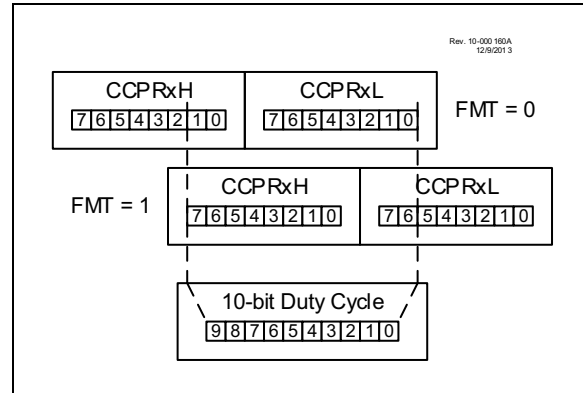 Rev. 10-000 160A
12/9/2013
CCPRxH CCPRxL
7 6 5 4 3 2 1 0 7 6 5 4 3 2 1 0 FMT = 0
CCPRxH CCPRxL
FMT = 1 7 6 5 4 3 2 1 0 7 6 5 4 3 2 1 0
10-bit Duty Cycle
9 8 7 6 5 4 3 2 1 0